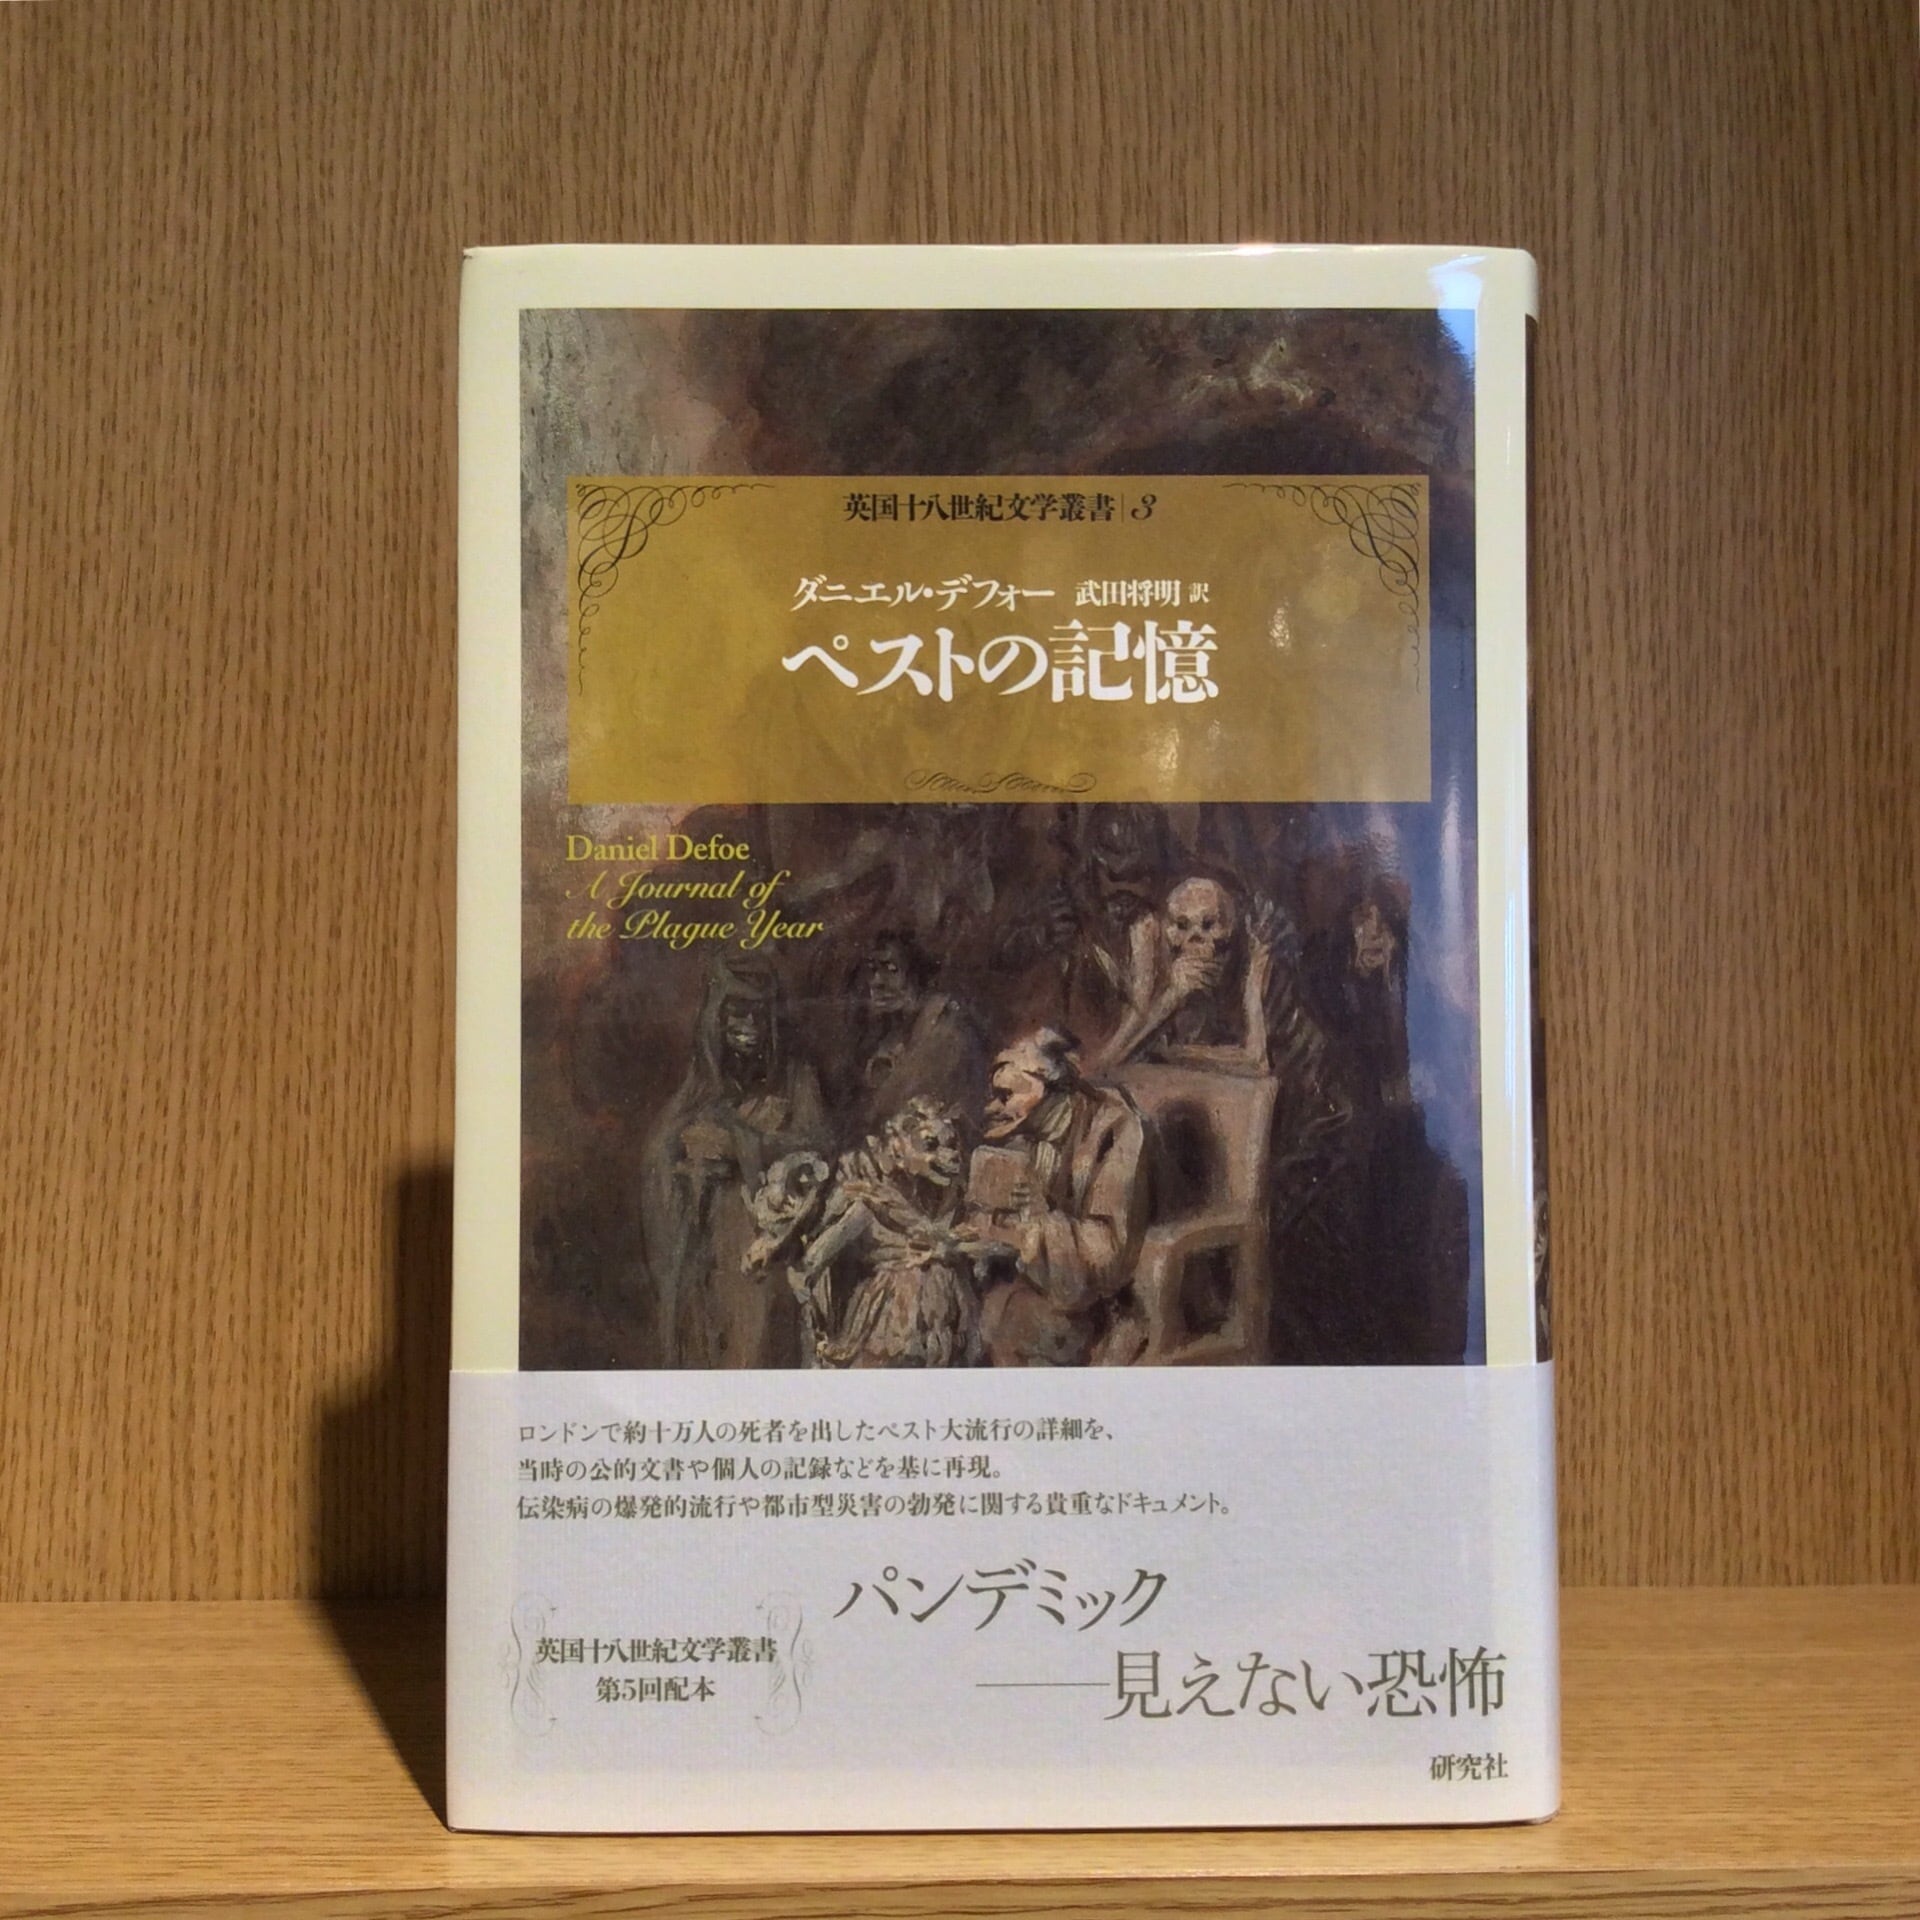 英国十八世紀文学叢書|3
ダニエル・デフォー 武田将明 訳
ペストの記憶
Daniel Defoe
A Journal of
the Plague Year
ロンドンで約十万人の死者を出したペスト大流行の詳細を、
当時の公的文書や個人の記録などを基に再現。
伝染病の爆発的流行や都市型災害の勃発に関する貴重なドキュメント。
パンデミック
──見えない恐怖
英国十八世紀文学叢書
第5回配本
研究社